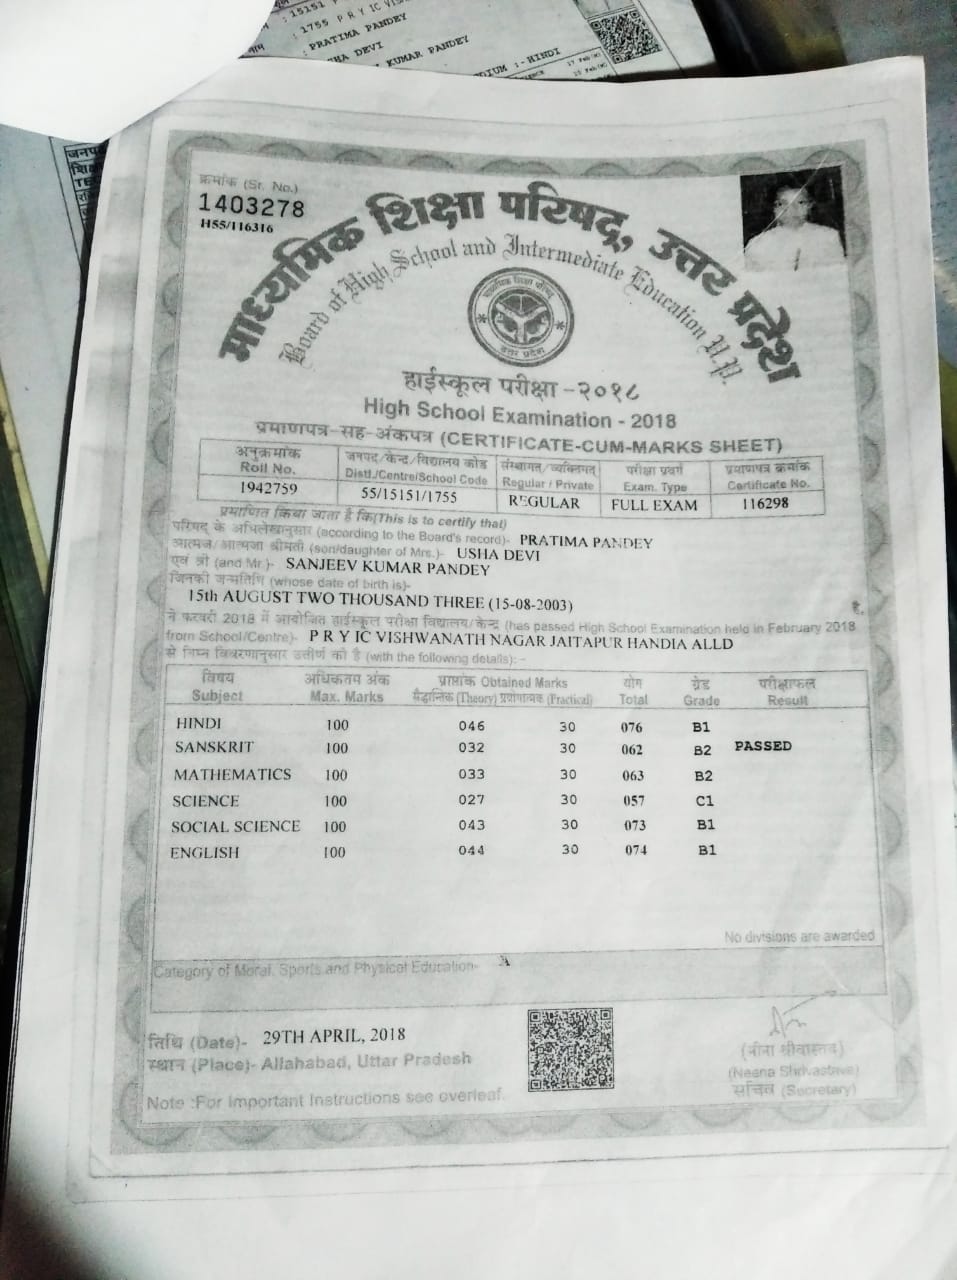 : 15151
: 1755 P R Y IC
: PRATIMA PANDEY
DEVI
KUMAR PANDEY
1-HINDI
क्रमांक (Sr. No.)
1403278
H55/116316
माध्यमिक शिक्षा परिषद्, उत्तर प्रदेश
Board of High School and Intermediate Education U.P.
हाईस्कूल परीक्षा -२०१८
High School Examination - 2018
प्रमाणपत्र-सह-अंकपत्र (CERTIFICATE-CUM-MARKS SHEET)
अनुक्रमांक जनपद/केन्द्र/विद्यालय कोड संस्थागत/व्यक्तिगत परीक्षा प्रवर्ग प्रमाणपत्र क्रमांक
Roll No. Distt./Centre/School Code Regular / Private Exam. Type Certificate No.
1942759 55/15151/1755 REGULAR FULL EXAM 116298
प्रमाणित किया जाता है कि(This is to certify that)
परिषद के अभिलेखानुसार (according to the Board's record)- PRATIMA PANDEY
आत्मज/आत्मजा श्रीमती (son/daughter of Mrs.)- USHA DEVI
एवं श्री (and Mr.)- SANJEEV KUMAR PANDEY
जिनकी जन्मतिथि (whose date of birth is)-
15th AUGUST TWO THOUSAND THREE (15-08-2003) है,
ने फरवरी 2018 में आयोजित हाईस्कूल परीक्षा विद्यालय/केन्द्र (has passed High School Examination held in February 2018
from School/Centre)- P R Y IC VISHWANATH NAGAR JAITAPUR HANDIA ALLD
से निम्न विवरणानुसार उत्तीर्ण की है (with the following details):-
विषय अधिकतम अंक प्राप्तांक Obtained Marks योग ग्रेड परीक्षाफल
Subject Max. Marks सैद्धान्तिक (Theory) प्रयोगात्मक (Practical) Total Grade Result
HINDI 100 046 30 076 B1
SANSKRIT 100 032 30 062 B2 PASSED
MATHEMATICS 100 033 30 063 B2
SCIENCE 100 027 30 057 C1
SOCIAL SCIENCE 100 043 30 073 B1
ENGLISH 100 044 30 074 B1
No divisions are awarded
Category of Moral, Sports and Physical Education- A
तिथि (Date)- 29TH APRIL, 2018
स्थान (Place)- Allahabad, Uttar Pradesh
(नीना श्रीवास्तव)
(Neena Shrivastava)
सचिव (Secretary)
Note :For Important Instructions see overleaf.